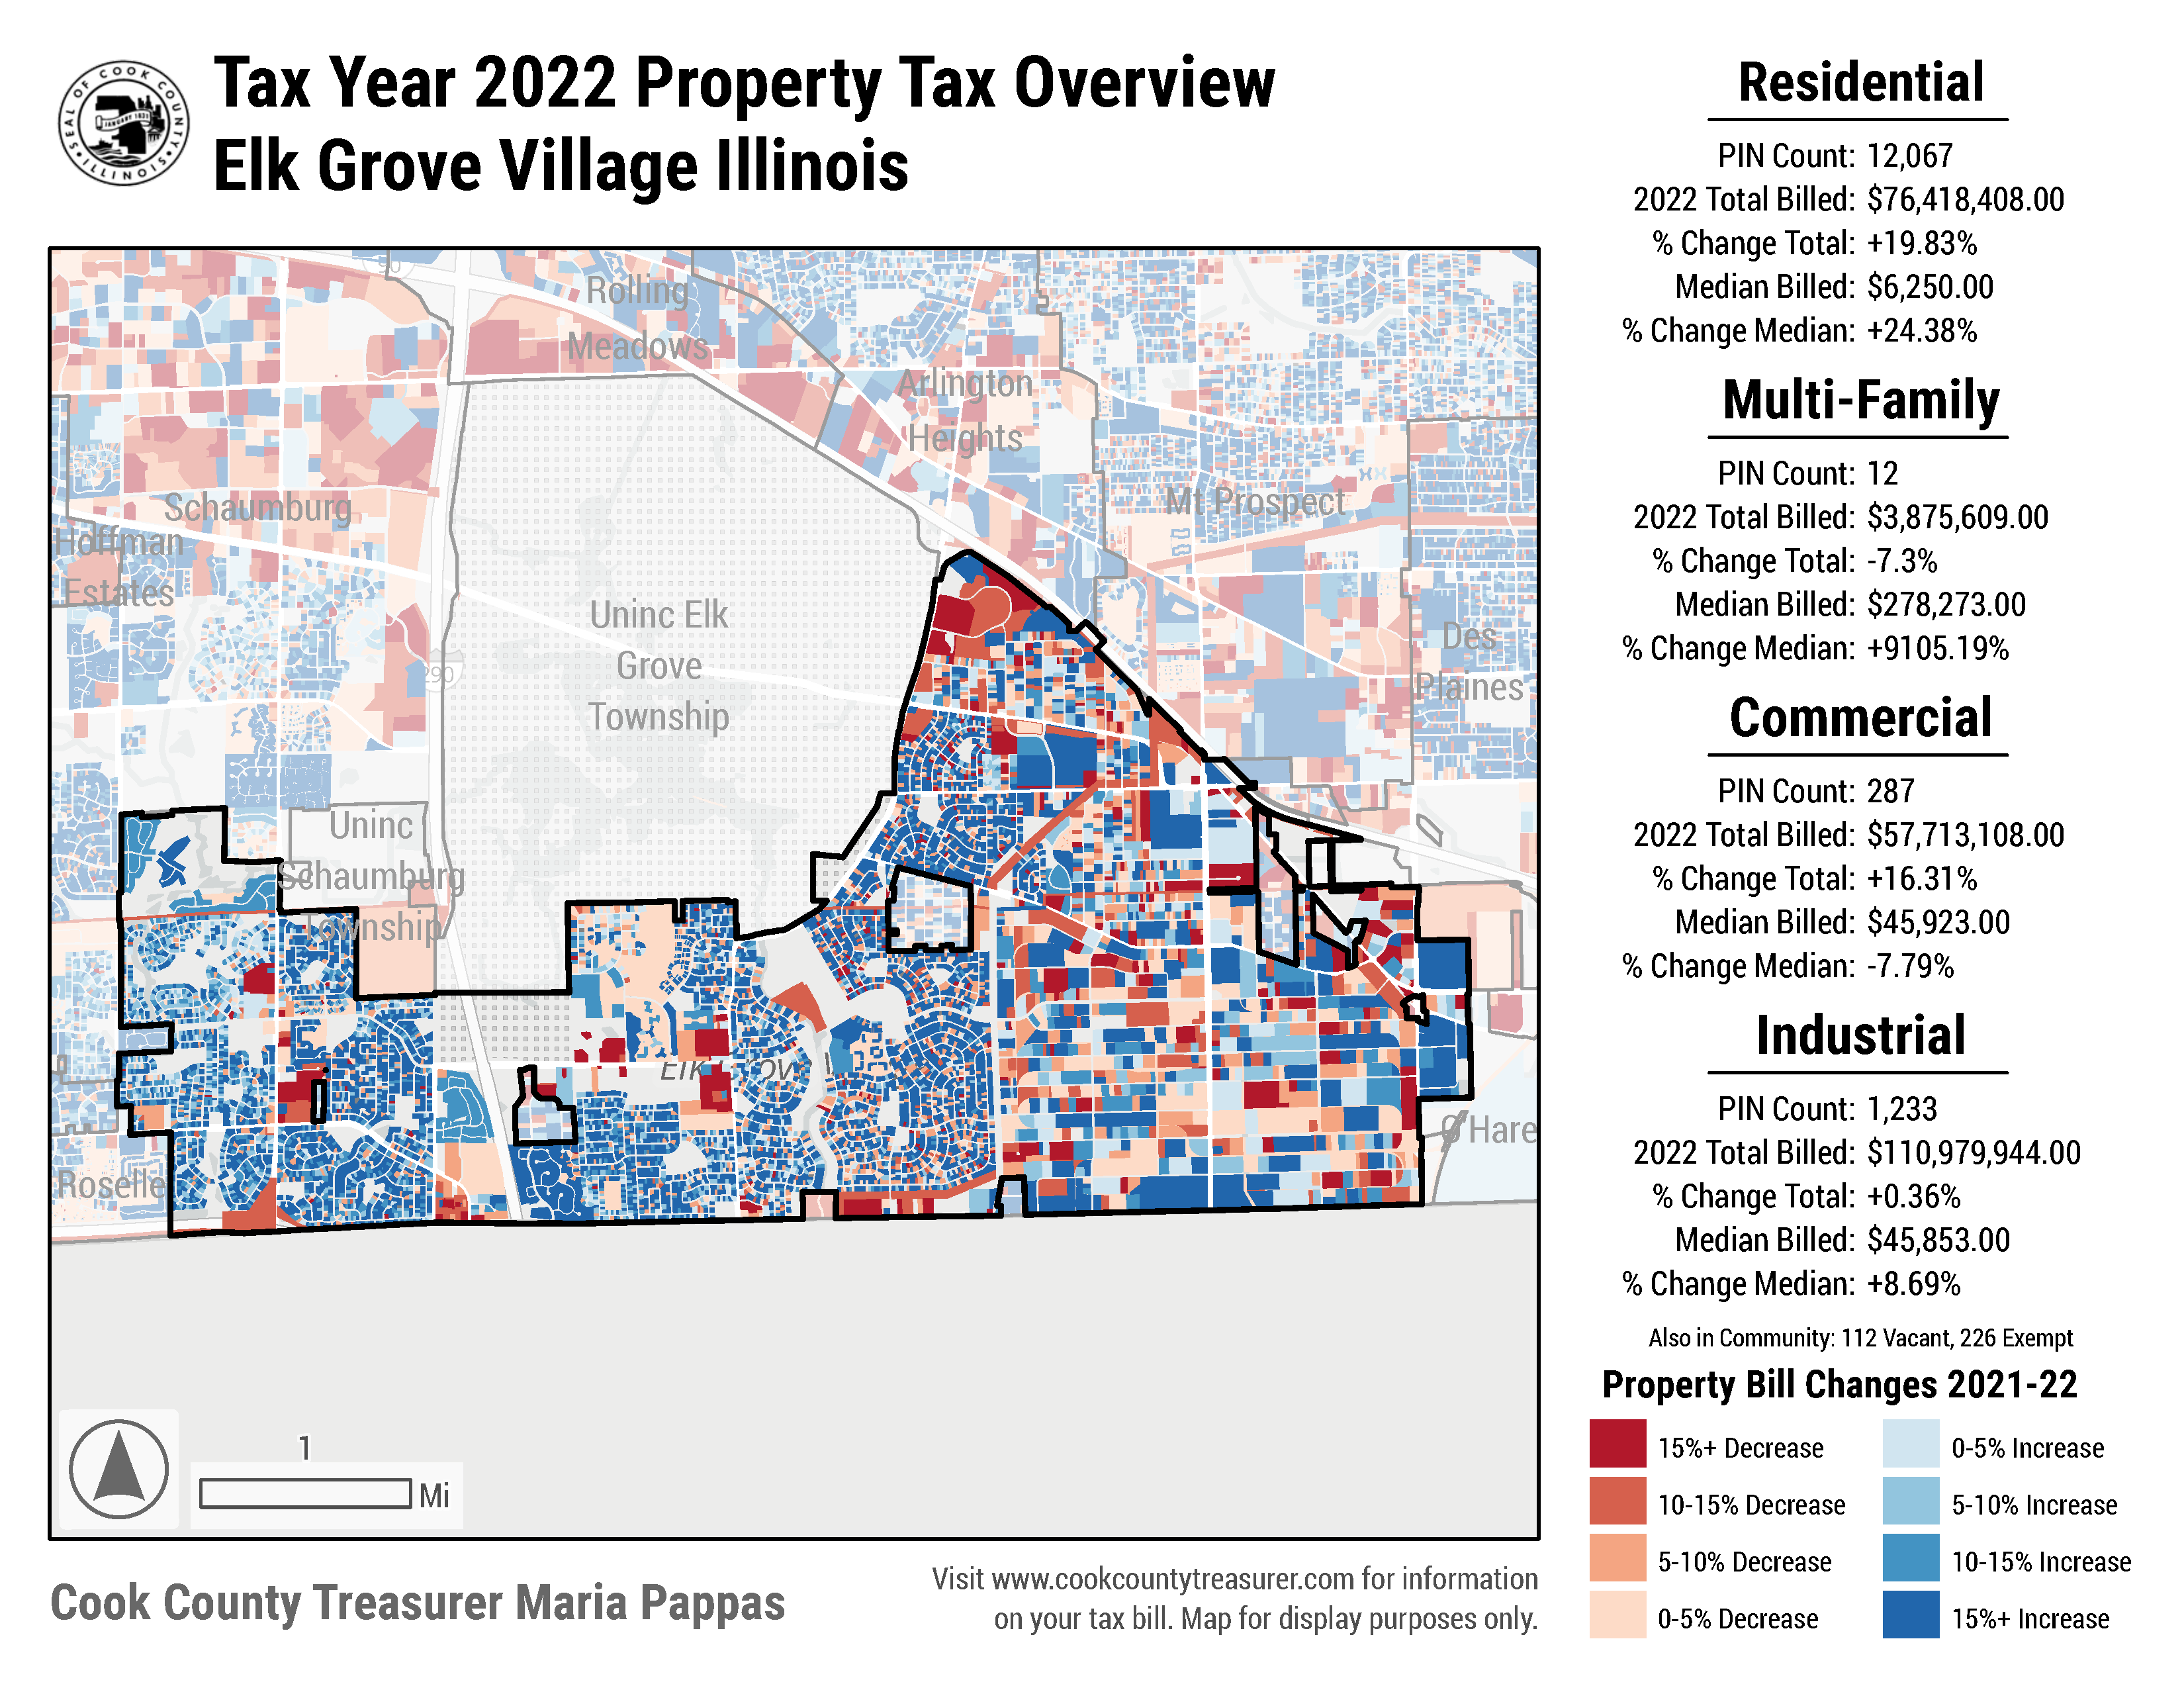 Tax Year 2022 Property Tax Overview
Elk Grove Village Illinois
SEAL OF COOK COUNTY
ILLINOIS
JANUARY 1831
Rolling
Meadows
Arlington
Heights
Mt Prospect
Schaumburg
Hoffman
Estates
Uninc Elk
Grove
Township
Des
Plaines
290
90
Uninc
Schaumburg
Township
Roselle
O'Hare
1
Mi
Cook County Treasurer Maria Pappas
Visit www.cookcountytreasurer.com for information
on your tax bill. Map for display purposes only.
Residential
PIN Count: 12,067
2022 Total Billed: $76,418,408.00
% Change Total: +19.83%
Median Billed: $6,250.00
% Change Median: +24.38%
Multi-Family
PIN Count: 12
2022 Total Billed: $3,875,609.00
% Change Total: -7.3%
Median Billed: $278,273.00
% Change Median: +9105.19%
Commercial
PIN Count: 287
2022 Total Billed: $57,713,108.00
% Change Total: +16.31%
Median Billed: $45,923.00
% Change Median: -7.79%
Industrial
PIN Count: 1,233
2022 Total Billed: $110,979,944.00
% Change Total: +0.36%
Median Billed: $45,853.00
% Change Median: +8.69%
Also in Community: 112 Vacant, 226 Exempt
Property Bill Changes 2021-22
15%+ Decrease
10-15% Decrease
5-10% Decrease
0-5% Decrease
0-5% Increase
5-10% Increase
10-15% Increase
15%+ Increase